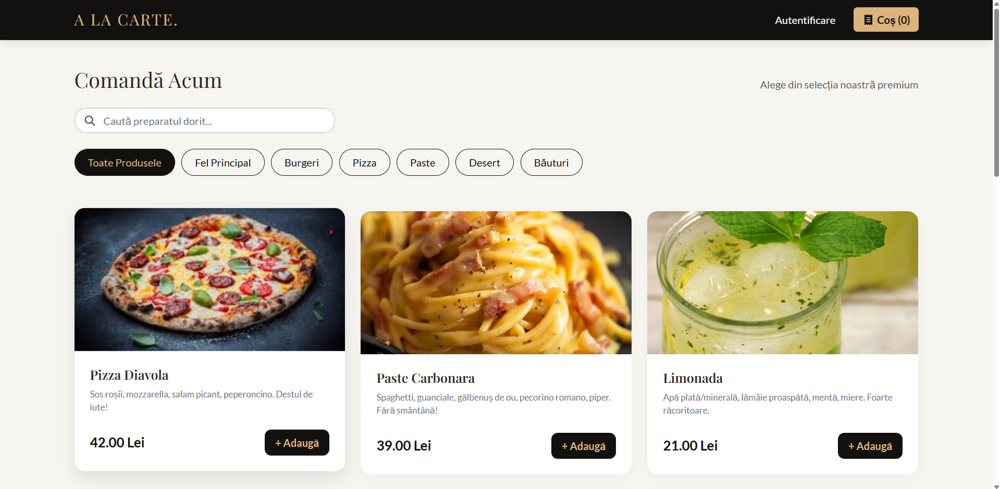 A LA CARTE.
Autentificare
Coș (0)
Comandă Acum
Alege din selecția noastră premium
Caută preparatul dorit...
Toate Produsele
Fel Principal
Burgeri
Pizza
Paste
Desert
Băuturi
Pizza Diavola
Sos roșii, mozzarella, salam picant, peperoncino. Destul de
iute!
42.00 Lei
+ Adaugă
Paste Carbonara
Spaghetti, guanciale, gălbenuș de ou, pecorino romano, piper.
Fără smântână!
39.00 Lei
+ Adaugă
Limonada
Apă plată/minerală, lămâie proaspătă, mentă, miere. Foarte
răcoritoare.
21.00 Lei
+ Adaugă